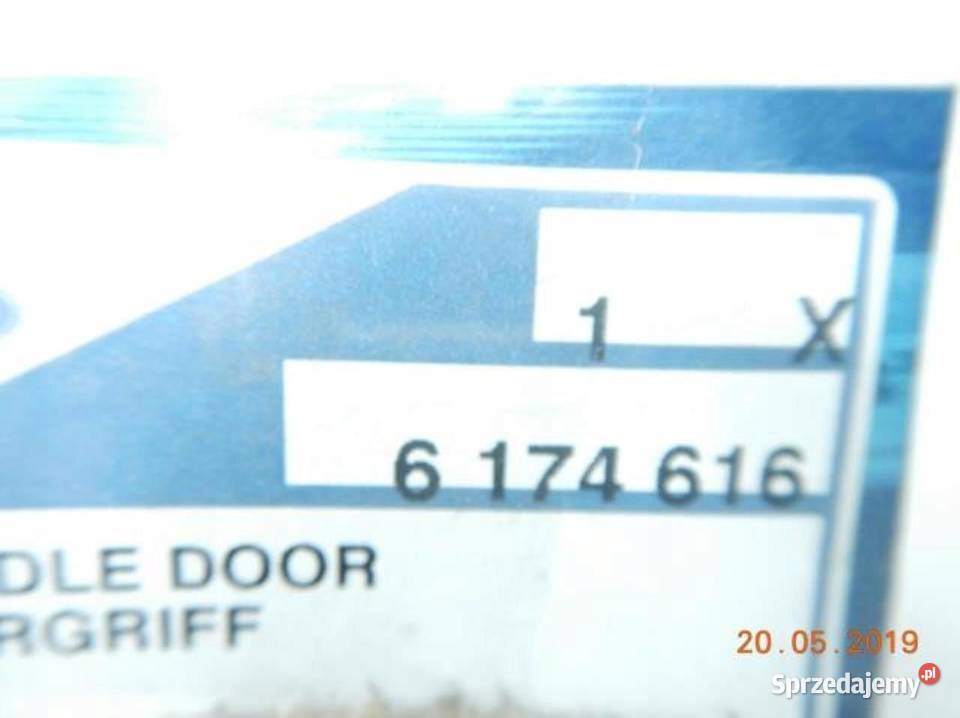 1 X
6 174 616
DLE DOOR
RGRIFF
20.05.2019
Sprzedajemy.pl